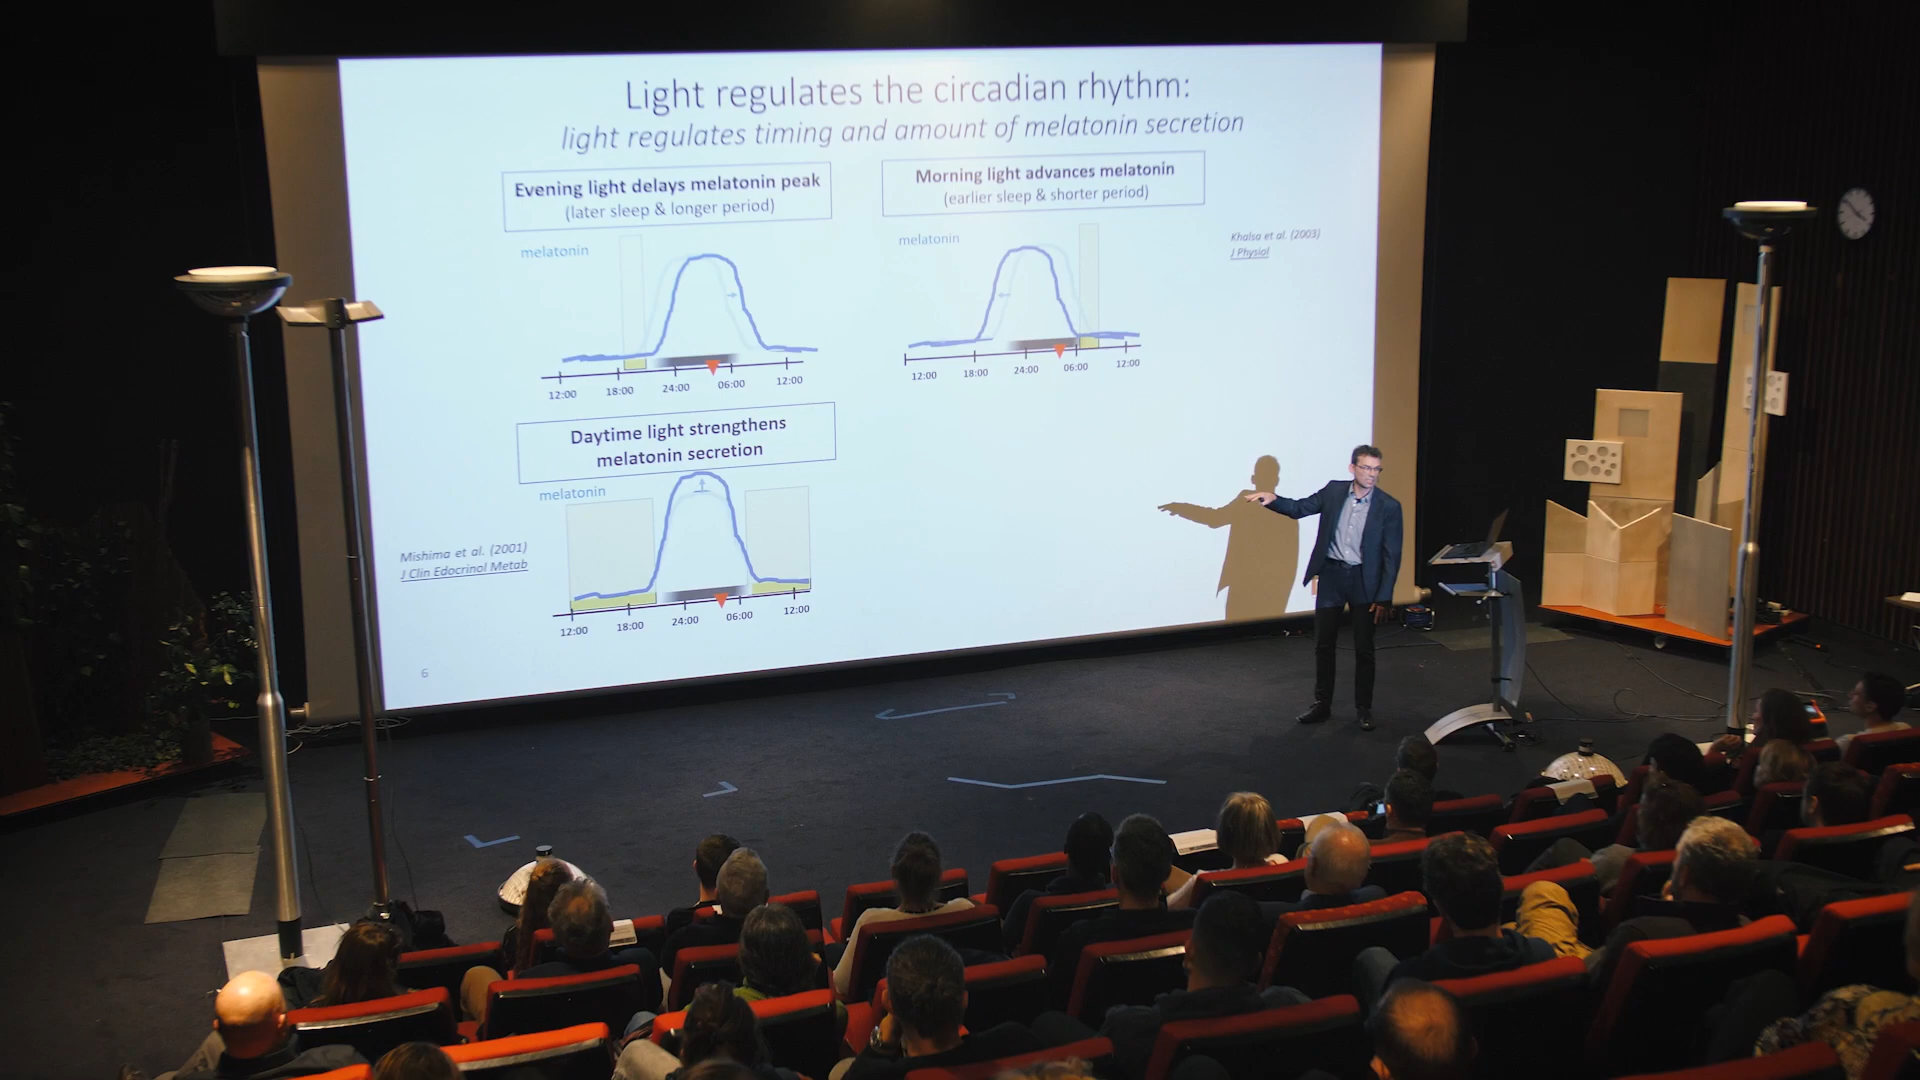 Light regulates the circadian rhythm:
light regulates timing and amount of melatonin secretion
Evening light delays melatonin peak
(later sleep & longer period)
melatonin
12:00 18:00 24:00 06:00 12:00
Morning light advances melatonin
(earlier sleep & shorter period)
melatonin
12:00 18:00 24:00 06:00 12:00
Khalsa et al. (2003)
J Physiol
Daytime light strengthens
melatonin secretion
melatonin
12:00 18:00 24:00 06:00 12:00
Mishima et al. (2001)
J Clin Edocrinol Metab
6